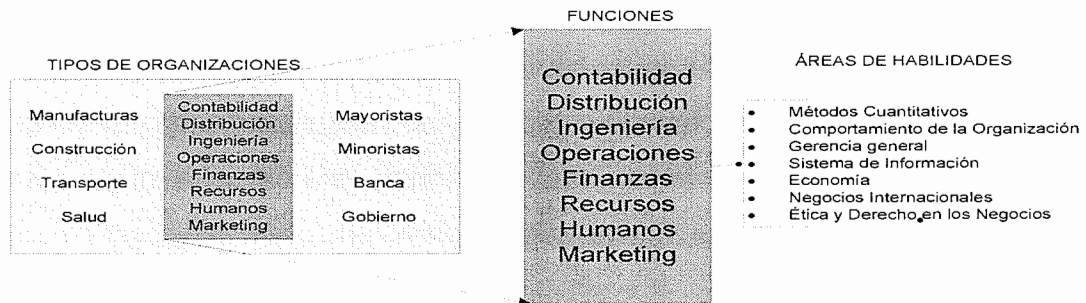 FUNCIONES
TIPOS DE ORGANIZACIONES
Manufacturas
Construcción
Transporte
Salud
Contabilidad
Distribución
Ingeniería
Operaciones
Finanzas
Recursos
Humanos
Marketing
Mayoristas
Minoristas
Banca
Gobierno
Contabilidad
Distribución
Ingeniería
Operaciones
Finanzas
Recursos
Humanos
Marketing
ÁREAS DE HABILIDADES
• Métodos Cuantitativos
• Comportamiento de la Organización
• Gerencia general
• Sistema de Información
• Economía
• Negocios Internacionales
• Ética y Derecho en los Negocios